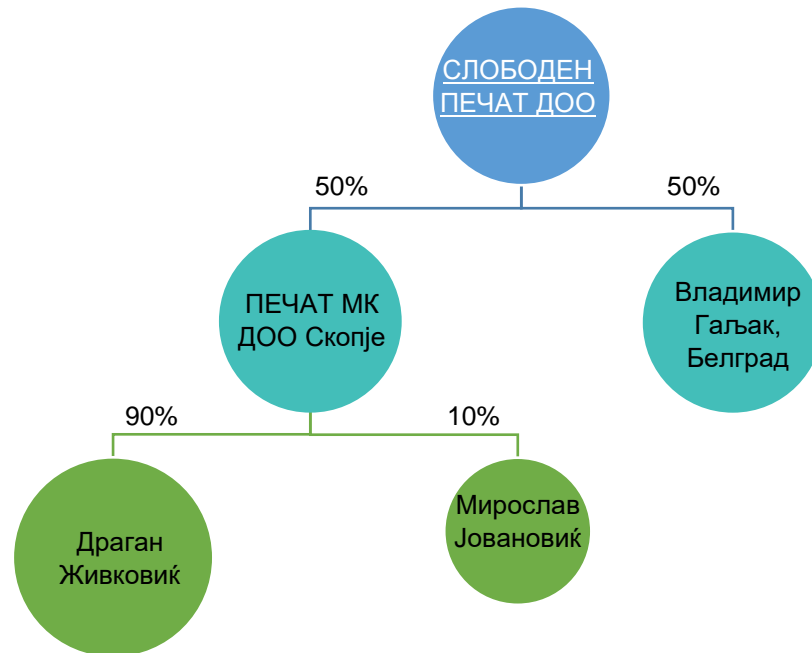 СЛОБОДЕН
ПЕЧАТ ДОО
50%
50%
ПЕЧАТ МК
ДОО Скопје
Владимир
Гаљак,
Белград
90%
10%
Драган
Живковиќ
Мирослав
Јовановиќ